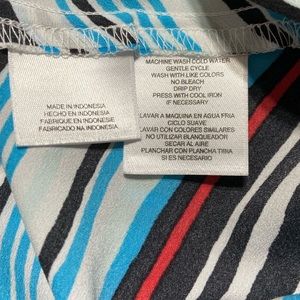 MADE IN INDONESIA
HECHO EN INDONESIA
FABRIQUE EN INDONESIE
FABRICADO NA INDONESIA
MACHINE WASH COLD WATER
GENTLE CYCLE
WASH WITH LIKE COLORS
NO BLEACH
DRIP DRY
PRESS WITH COOL IRON
IF NECESSARY
LAVAR A MAQUINA EN AGUA FRIA
CICLO SUAVE
LAVAR CON COLORES SIMILARES
NO UTILIZAR BLANQUEADOR
SECAR AL AIRE
PLANCHAR CON PLANCHA TIBIA
SI ES NECESARIO